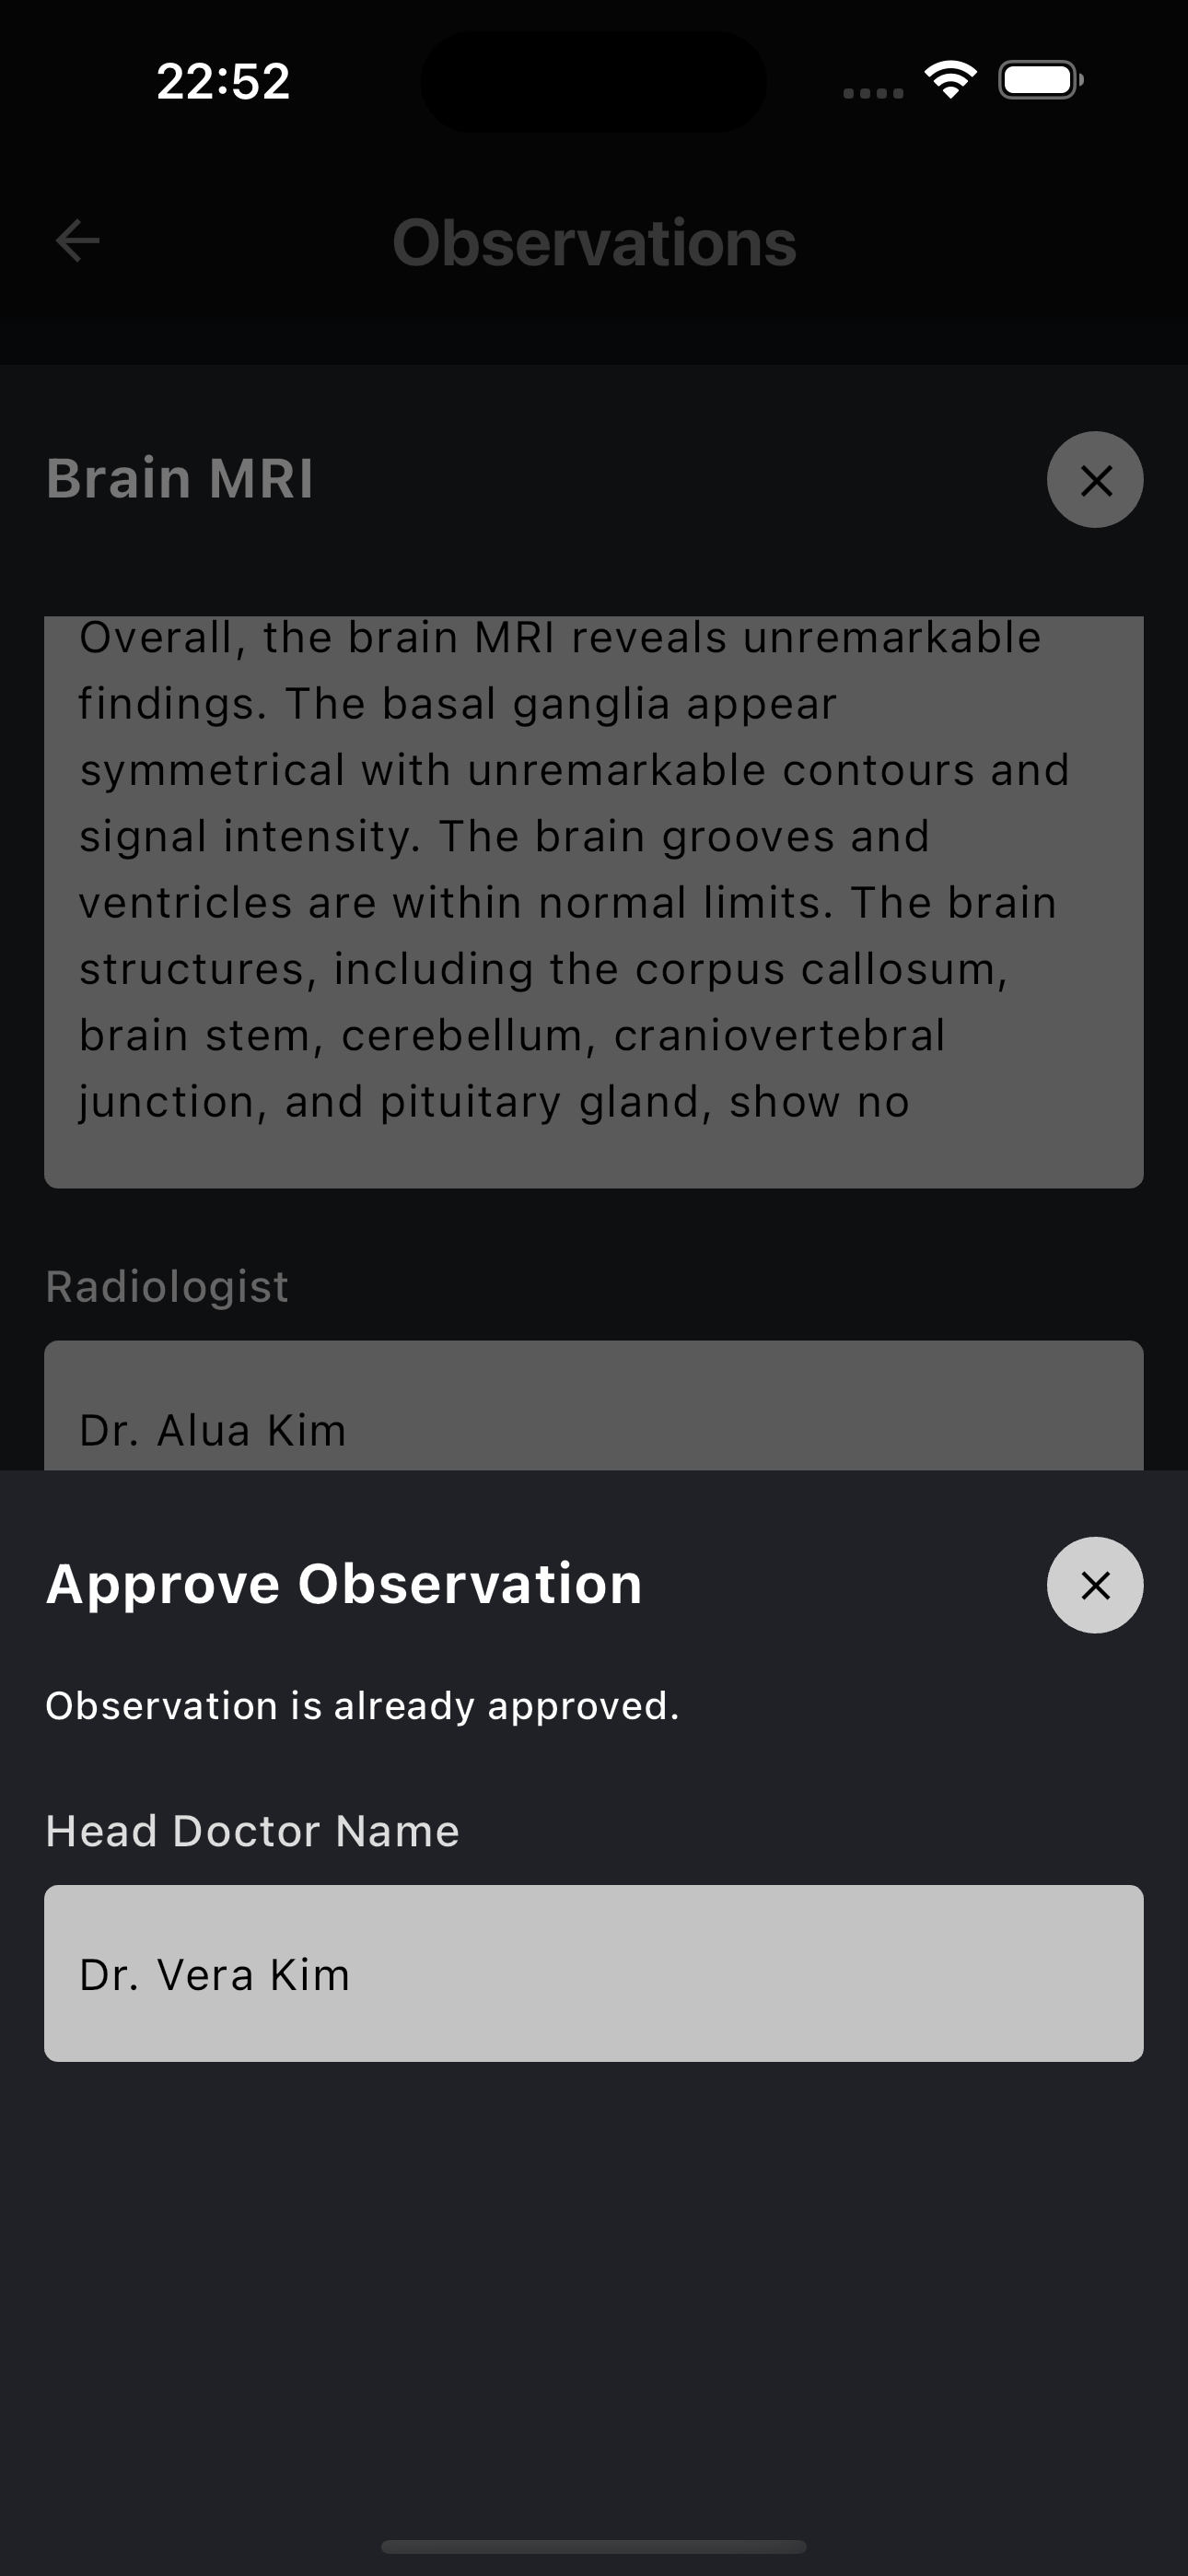 22:52
Observations
Brain MRI
Overall, the brain MRI reveals unremarkable
findings. The basal ganglia appear
symmetrical with unremarkable contours and
signal intensity. The brain grooves and
ventricles are within normal limits. The brain
structures, including the corpus callosum,
brain stem, cerebellum, craniovertebral
junction, and pituitary gland, show no
Radiologist
Dr. Alua Kim
Approve Observation
Observation is already approved.
Head Doctor Name
Dr. Vera Kim